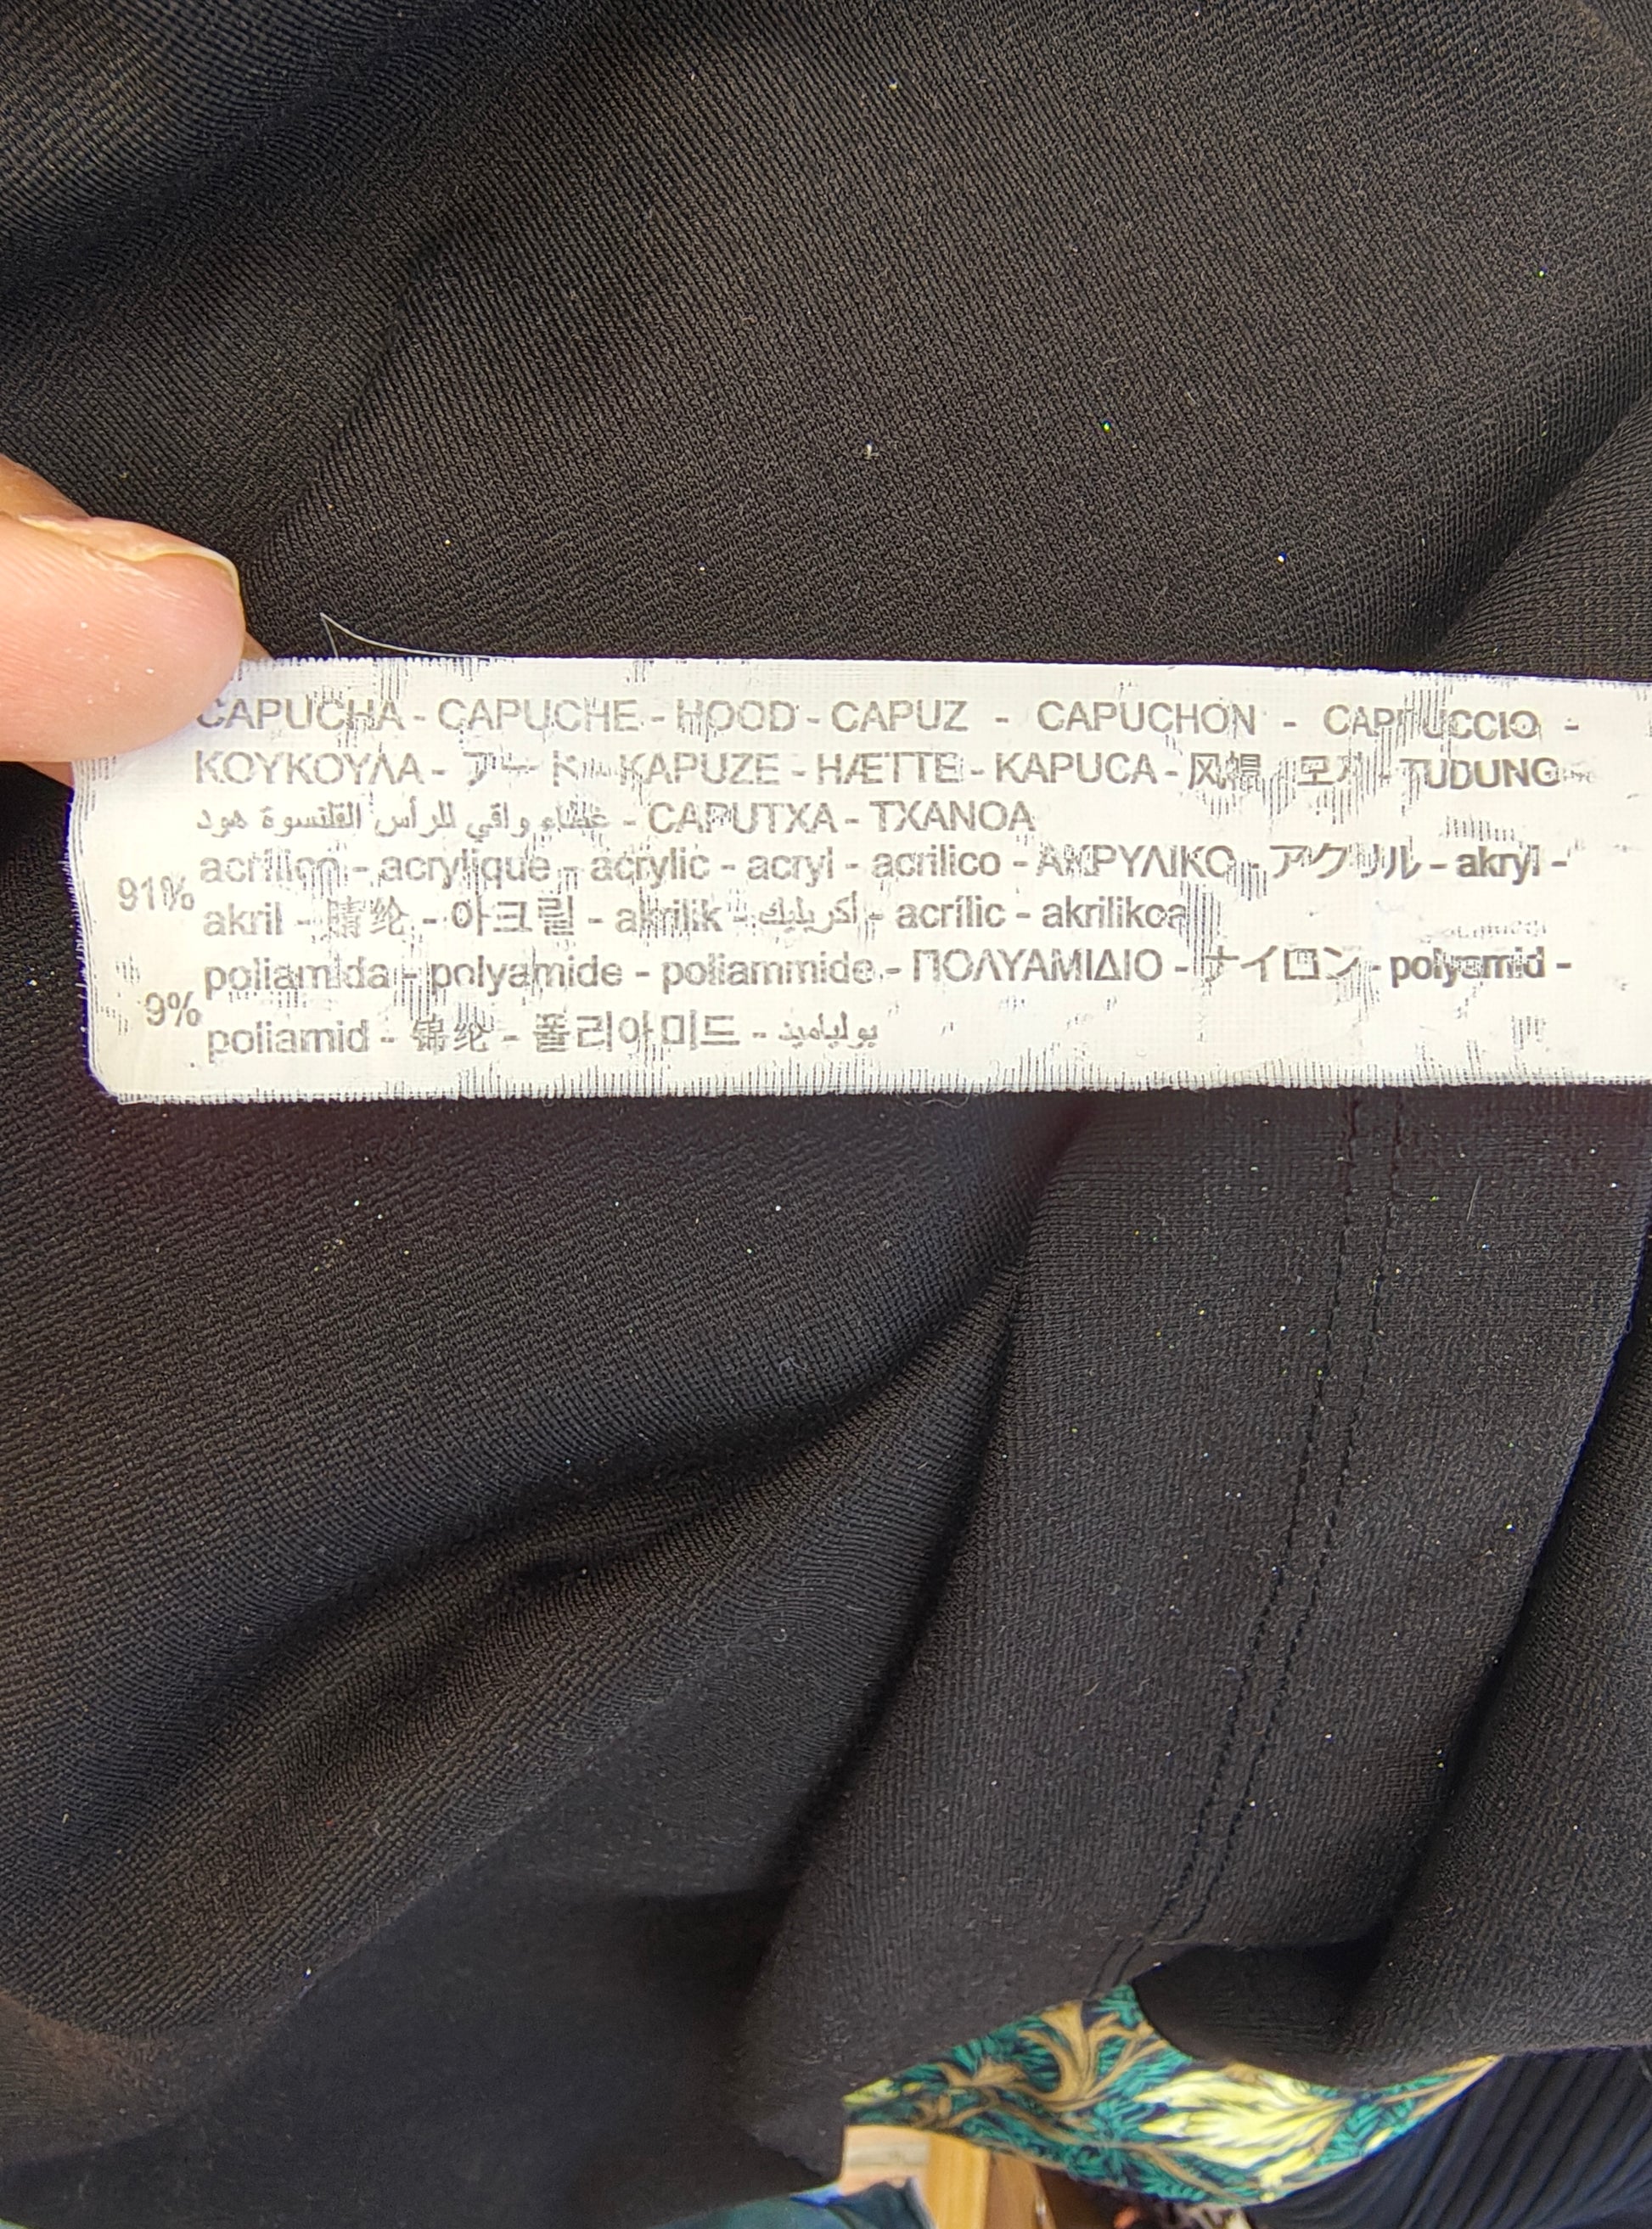 CAPUCHA - CAPUCHE - HOOD - CAPUZ - CAPUCHON - CAPPUCCIO -
ΚΟΥΚΟΥΛΑ - フード - KAPUZE - HÆTTE - KAPUCA - 风帽 - 모자 - TUDUNG -
غطاء واقي للرأس القلنسوة هود - CAPUTXA - TXANOA
91% acrílico - acrylique - acrylic - acryl - acrilico - ΑΚΡΥΛΙΚΟ - アクリル - akryl -
akril - 腈纶 - 아크릴 - akrilik - أكريليك - acrílic - akrilikoa
9% poliamida - polyamide - poliammide - ΠΟΛΥΑΜΙΔΙΟ - ナイロン - polyamid -
poliamid - 锦纶 - 폴리아미드 - بولياميد